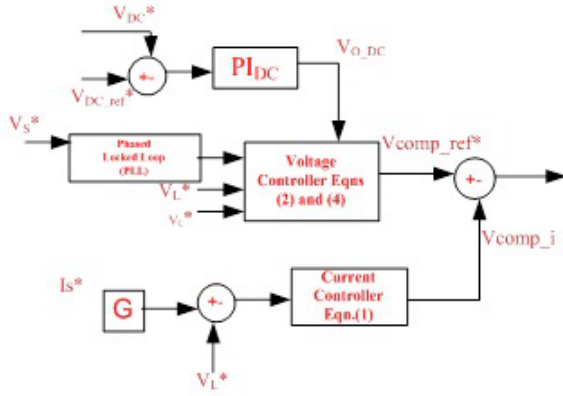 V_DC*
+-
V_DC_ref*
PI_DC
V_O_DC
V_S*
Phased
Locked Loop
(PLL)
Voltage
Controller Eqns
(2) and (4)
V_L*
Vcomp_ref*
+-
Vcomp_i
Is*
G
+-
Current
Controller
Eqn.(1)
V_L*